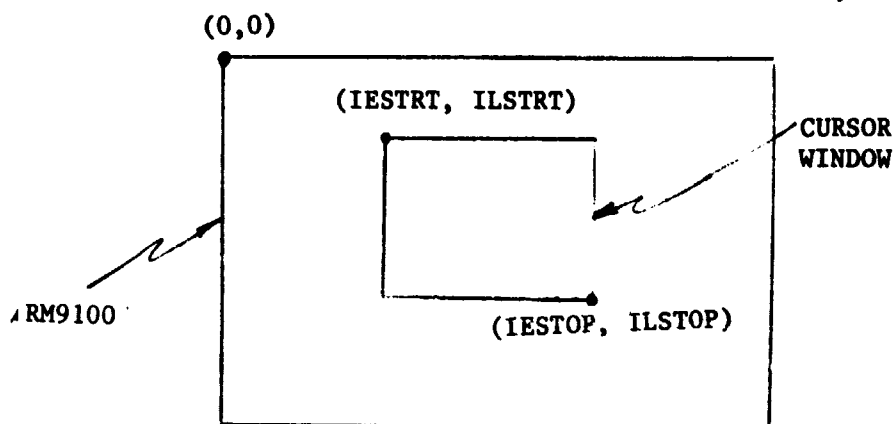 (0,0)
(IESTRT, ILSTRT)
CURSOR
WINDOW
RM9100
(IESTOP, ILSTOP)